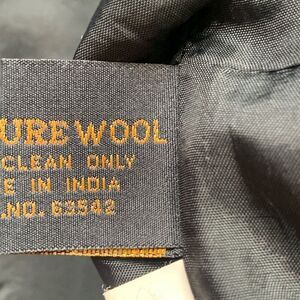 URE WOOL
CLEAN ONLY
E IN INDIA
.NO. 63542